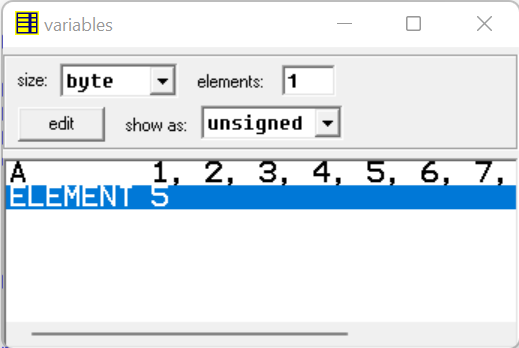 variables
size: byte elements: 1
edit show as: unsigned
A 1, 2, 3, 4, 5, 6, 7,
ELEMENT 5